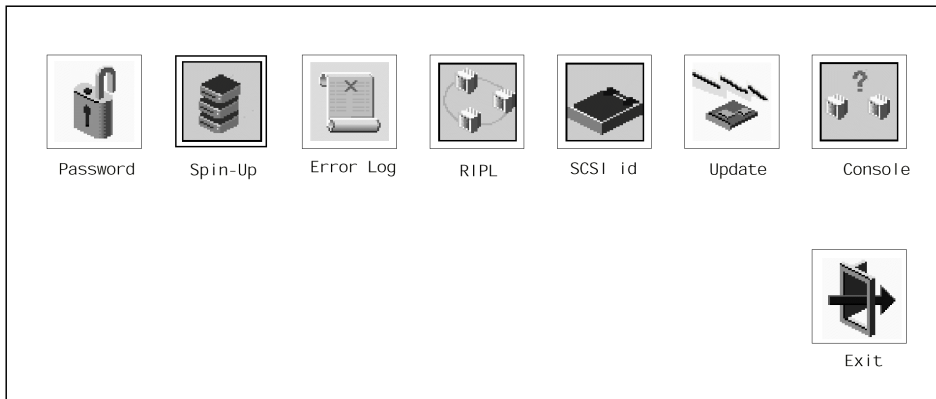 Password
Spin-Up
Error Log
RIPL
SCSI id
Update
Console
?
Exit